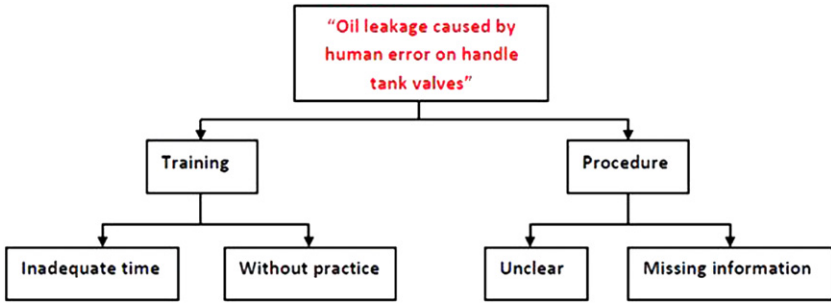 “Oil leakage caused by
human error on handle
tank valves”
Training
Procedure
Inadequate time
Without practice
Unclear
Missing information